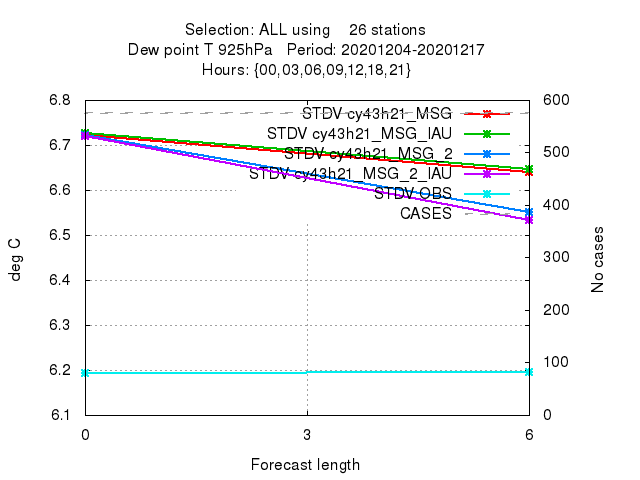 Selection: ALL using 26 stations
Dew point T 925hPa Period: 20201204-20201217
Hours: {00,03,06,09,12,18,21}
STDV cy43h21_MSG
STDV cy43h21_MSG_IAU
STDV cy43h21_MSG_2
STDV cy43h21_MSG_2_IAU
STDV OBS
CASES
6.8
6.7
6.6
6.5
6.4
6.3
6.2
6.1
deg C
600
500
400
300
200
100
0
No cases
0 3 6
Forecast length